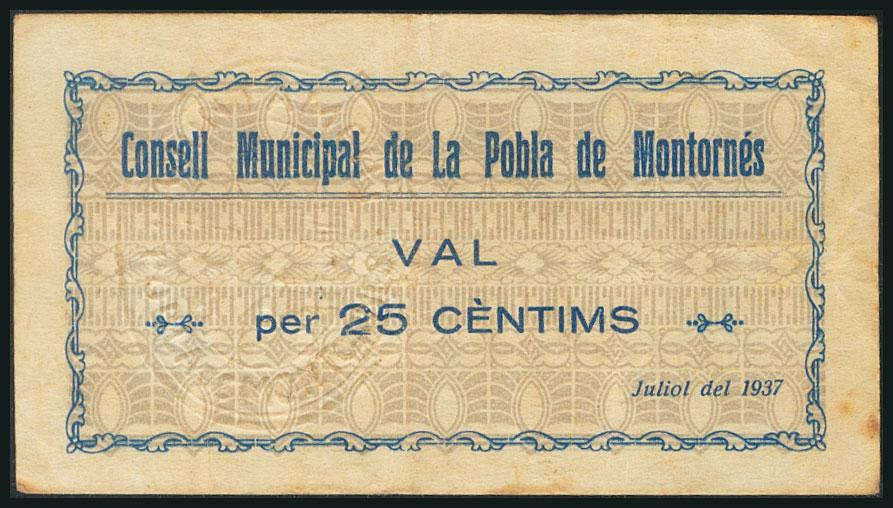 Consell Municipal de La Pobla de Montornés
VAL
per 25 CÈNTIMS
Juliol del 1937